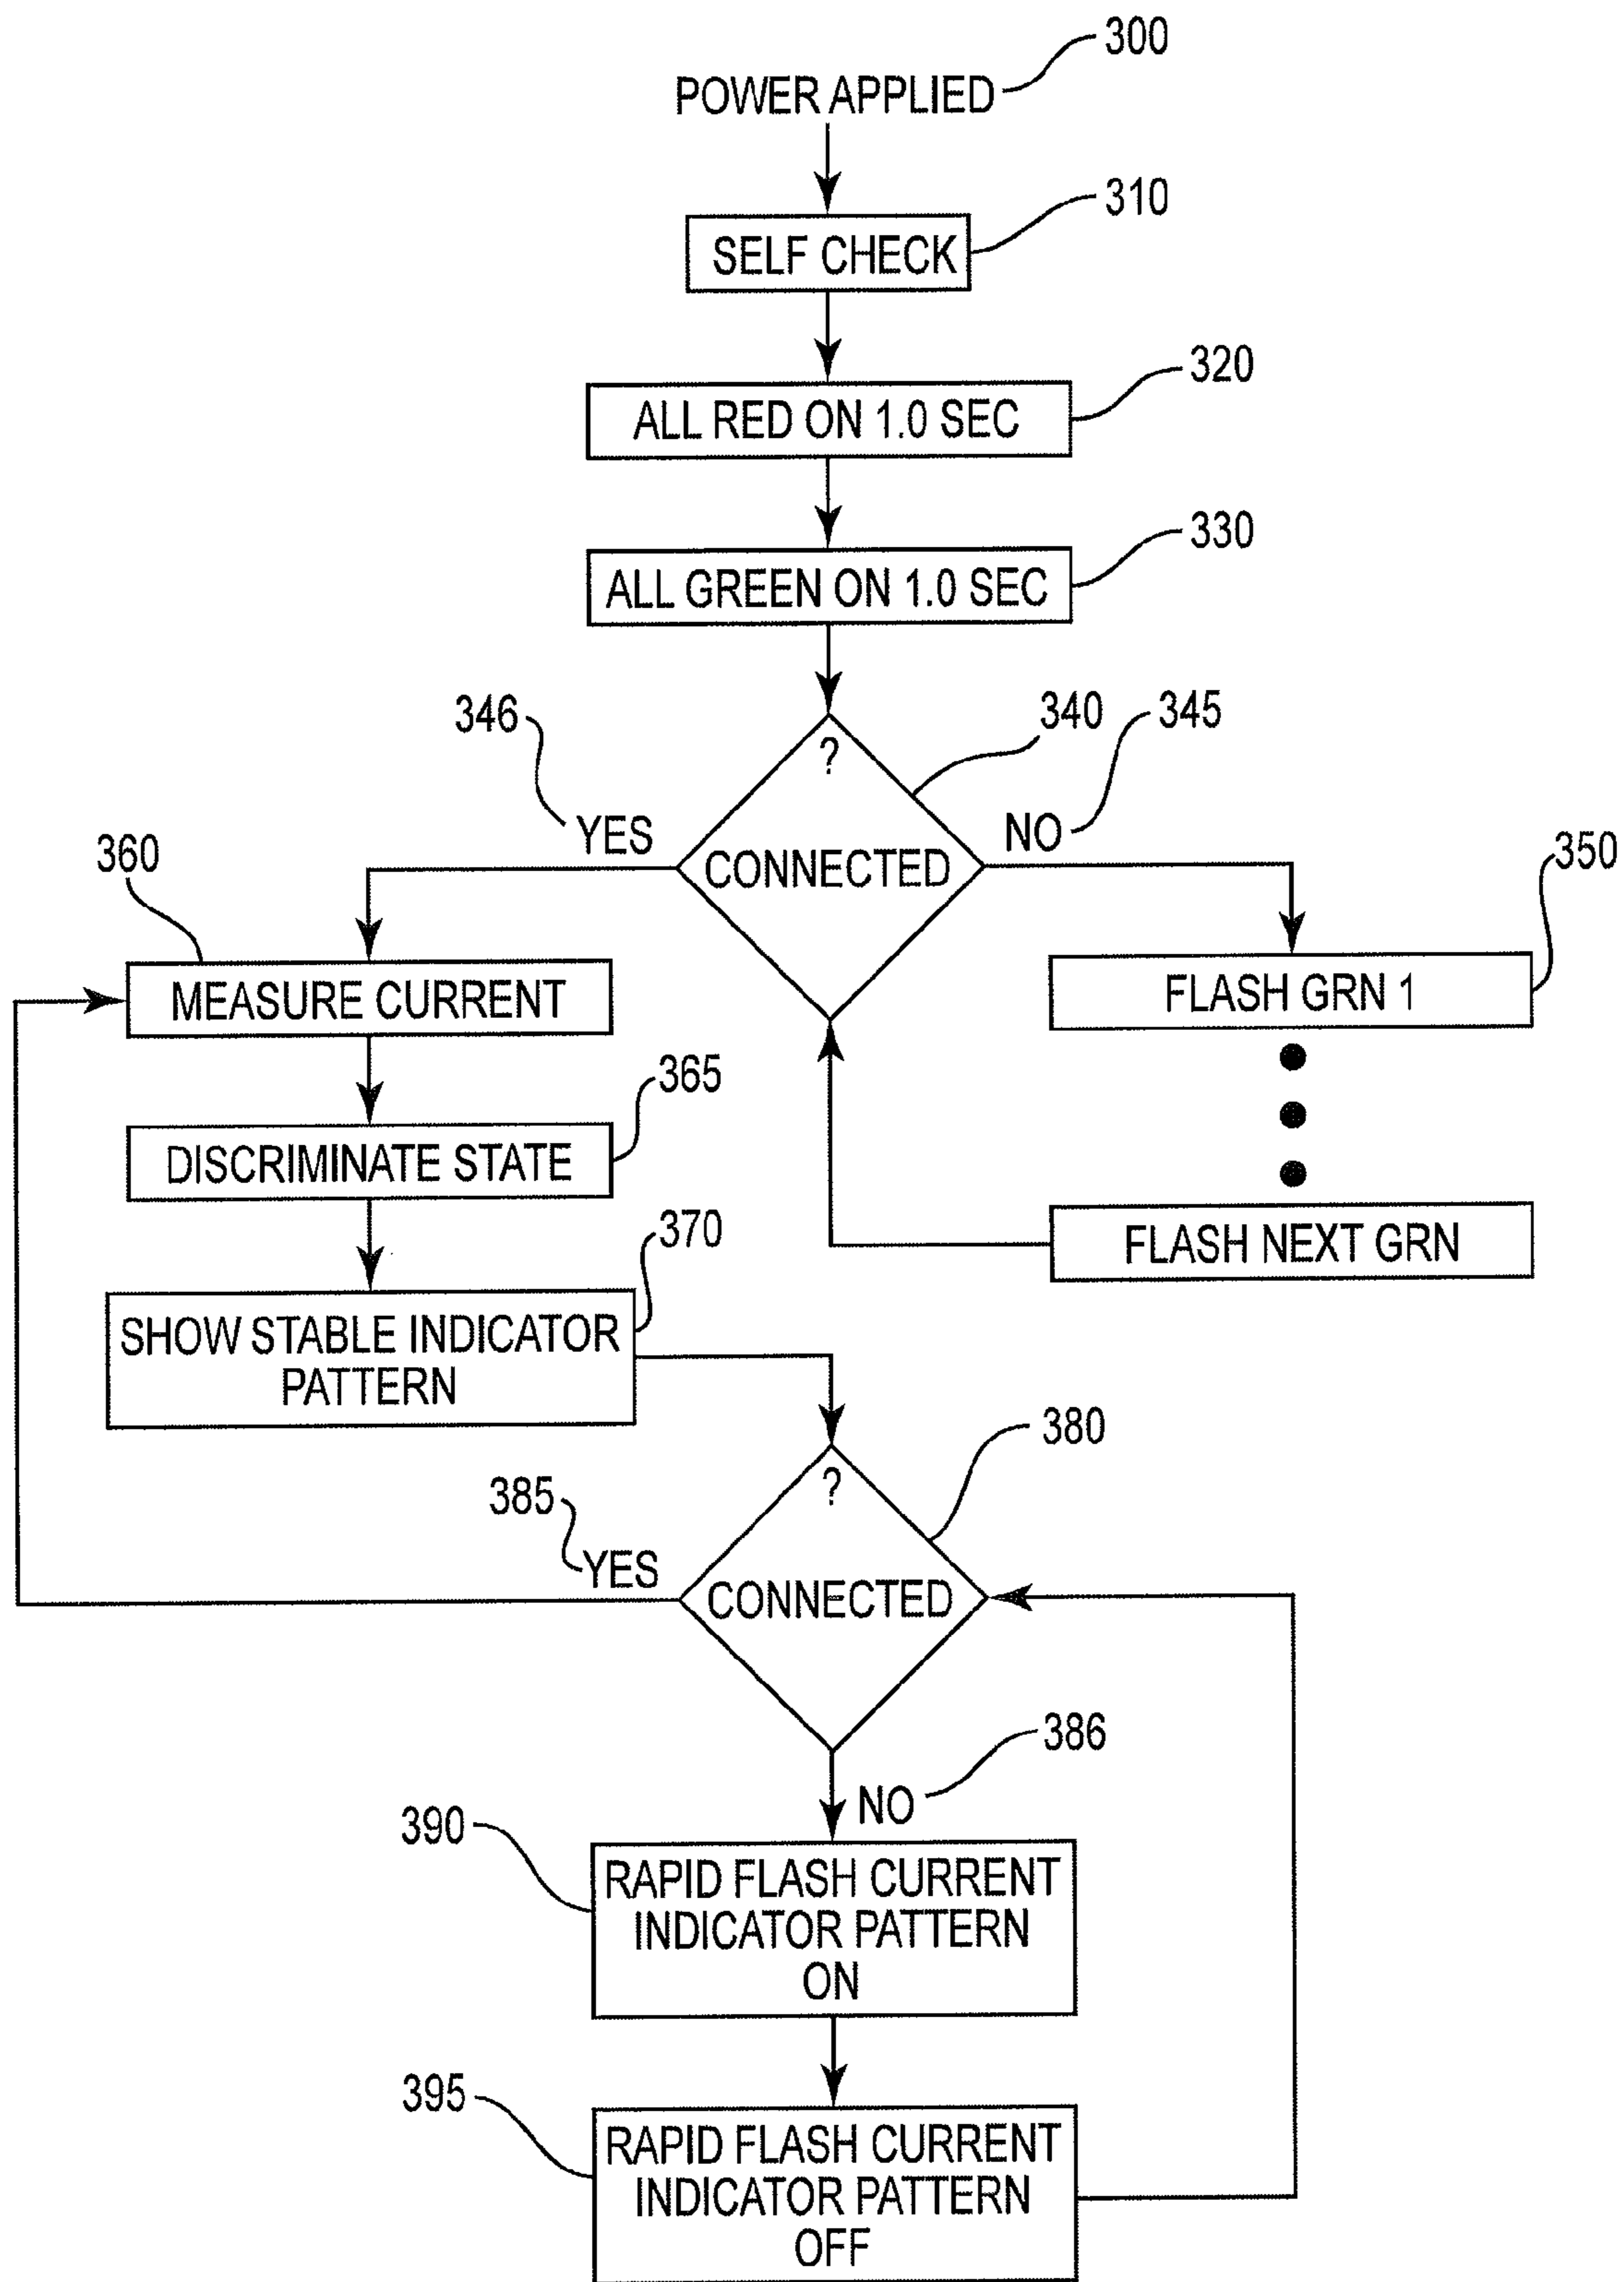 300
POWER APPLIED
310
SELF CHECK
320
ALL RED ON 1.0 SEC
330
ALL GREEN ON 1.0 SEC
346
340
345
?
YES
NO
CONNECTED
360
350
MEASURE CURRENT
FLASH GRN 1
365
DISCRIMINATE STATE
370
FLASH NEXT GRN
SHOW STABLE INDICATOR
PATTERN
380
?
385
YES
CONNECTED
386
NO
390
RAPID FLASH CURRENT
INDICATOR PATTERN
ON
395
RAPID FLASH CURRENT
INDICATOR PATTERN
OFF